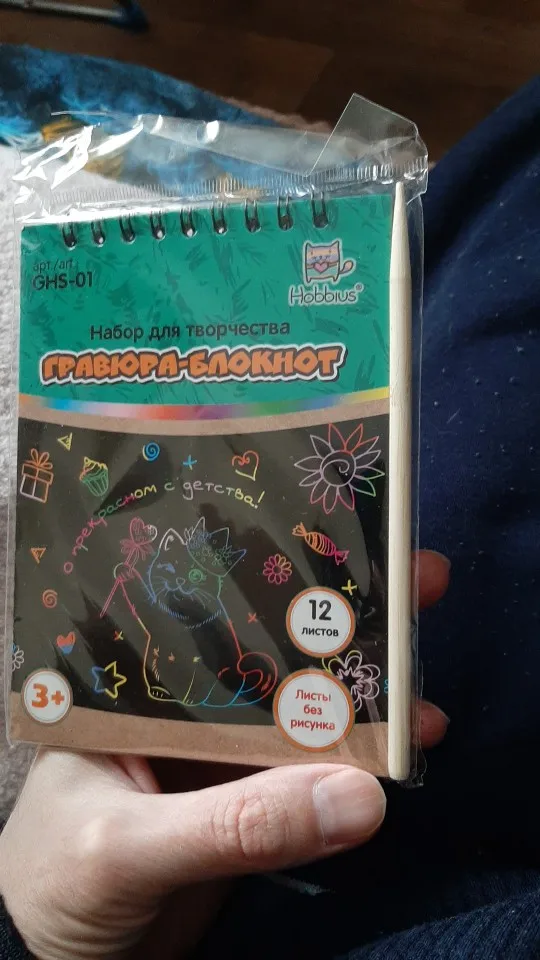 арт./art.
GHS-01
Hobbius®
Набор для творчества
ГРАВЮРА-БЛОКНОТ
о прекрасном с детства!
12
листов
3+
Листы
без
рисунка